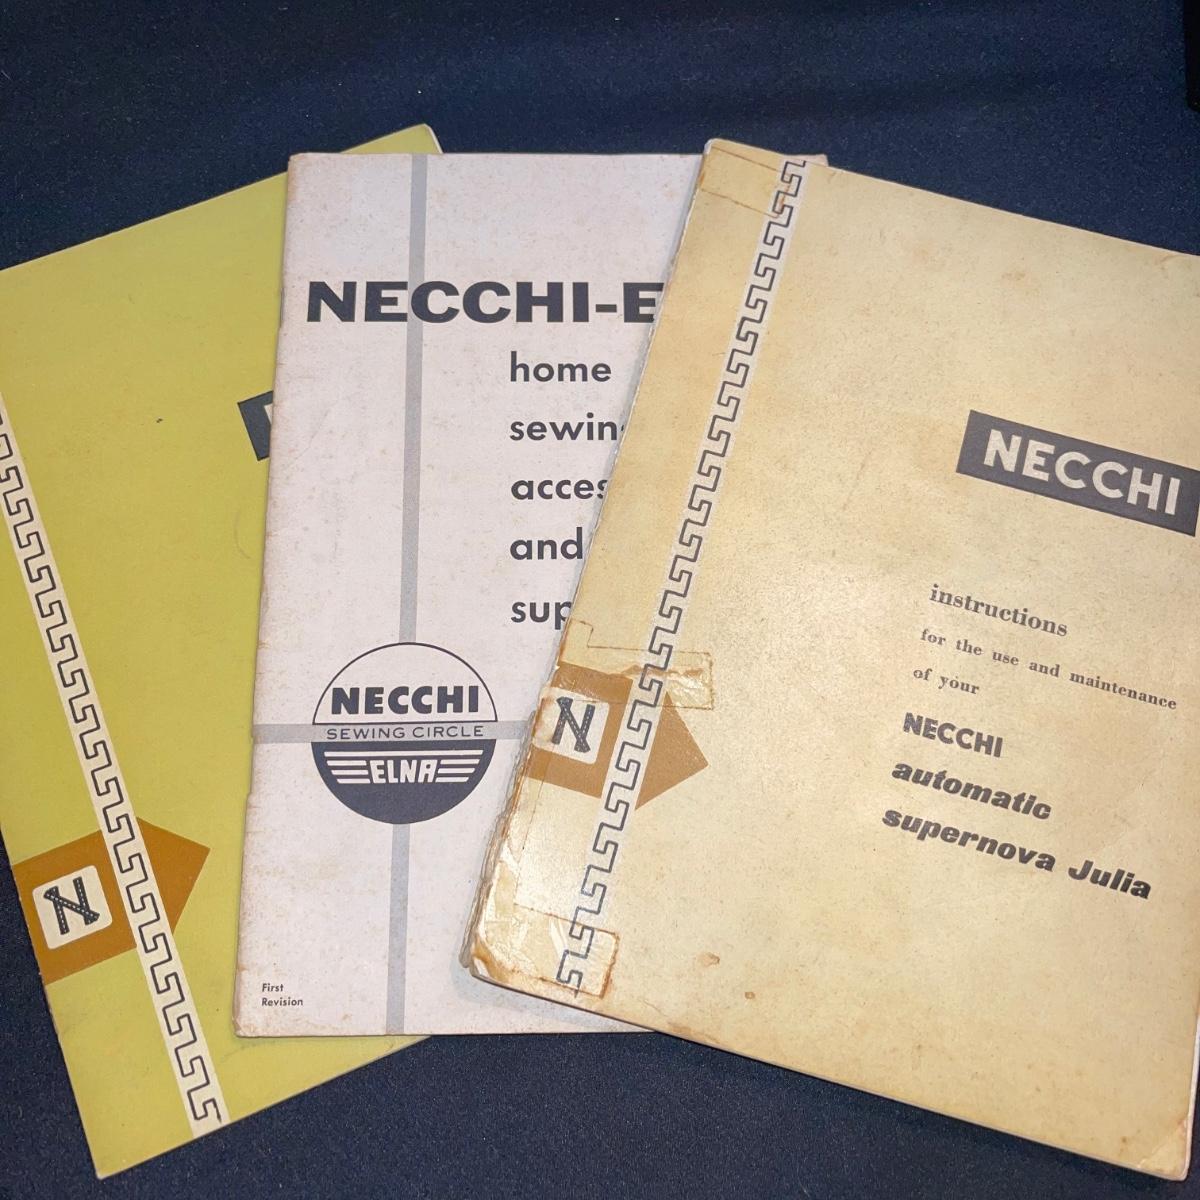 NECCHI-E
home
sewin
acces
and
sup
NECCHI
SEWING CIRCLE
ELNA
First
Revision
N
NECCHI
instructions
for the use and maintenance
of your
NECCHI
automatic
supernova Julia
N